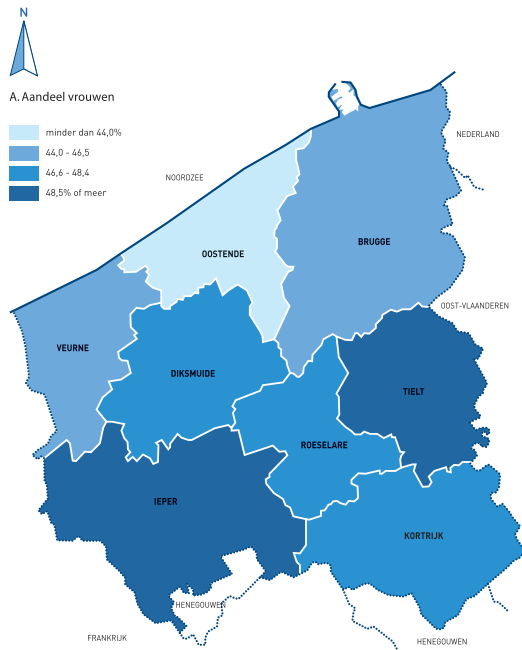 N
A. Aandeel vrouwen
minder dan 44,0%
44,0 - 46,5
46,6 - 48,4
48,5% of meer
NEDERLAND
NOORDZEE
BRUGGE
OOSTENDE
OOST-VLAANDEREN
VEURNE
DIKSMUIDE
TIELT
ROESELARE
IEPER
KORTRIJK
HENEGOUWEN
FRANKRIJK
HENEGOUWEN